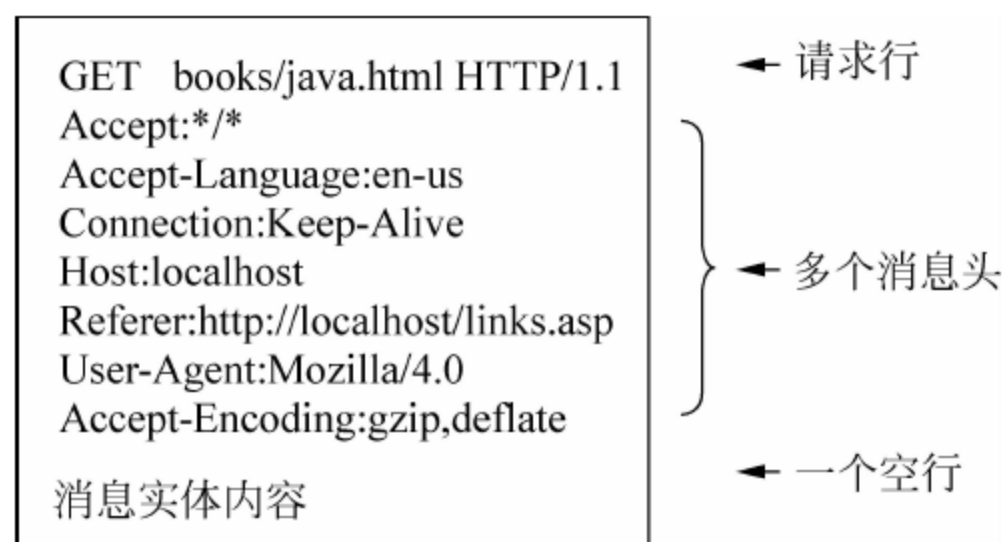 GET books/java.html HTTP/1.1
Accept:*/*
Accept-Language:en-us
Connection:Keep-Alive
Host:localhost
Referer:http://localhost/links.asp
User-Agent:Mozilla/4.0
Accept-Encoding:gzip,deflate
消息实体内容
请求行
多个消息头
一个空行